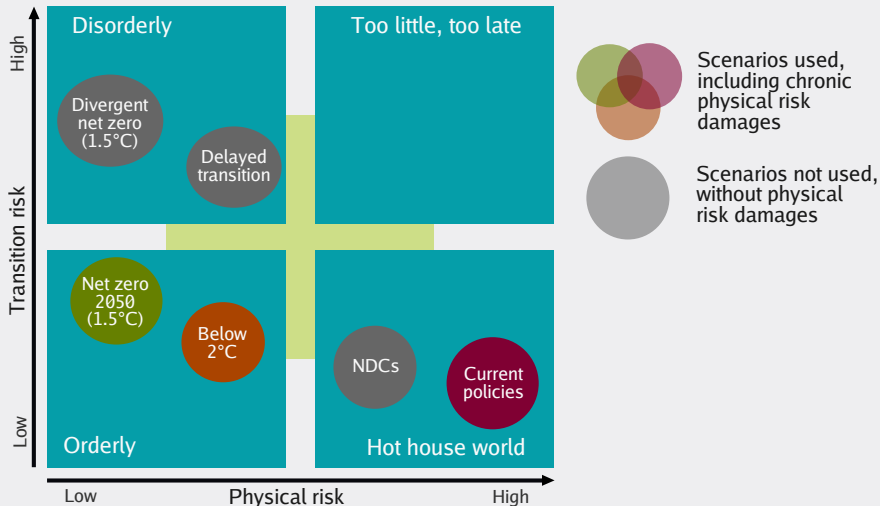 Disorderly
Too little, too late
High
Divergent
net zero
(1.5°C)
Delayed
transition
Scenarios used,
including chronic
physical risk
damages
Scenarios not used,
without physical
risk damages
Transition risk
Net zero
2050
(1.5°C)
Below
2°C
NDCs
Current
policies
Low
Orderly
Hot house world
Low
Physical risk
High